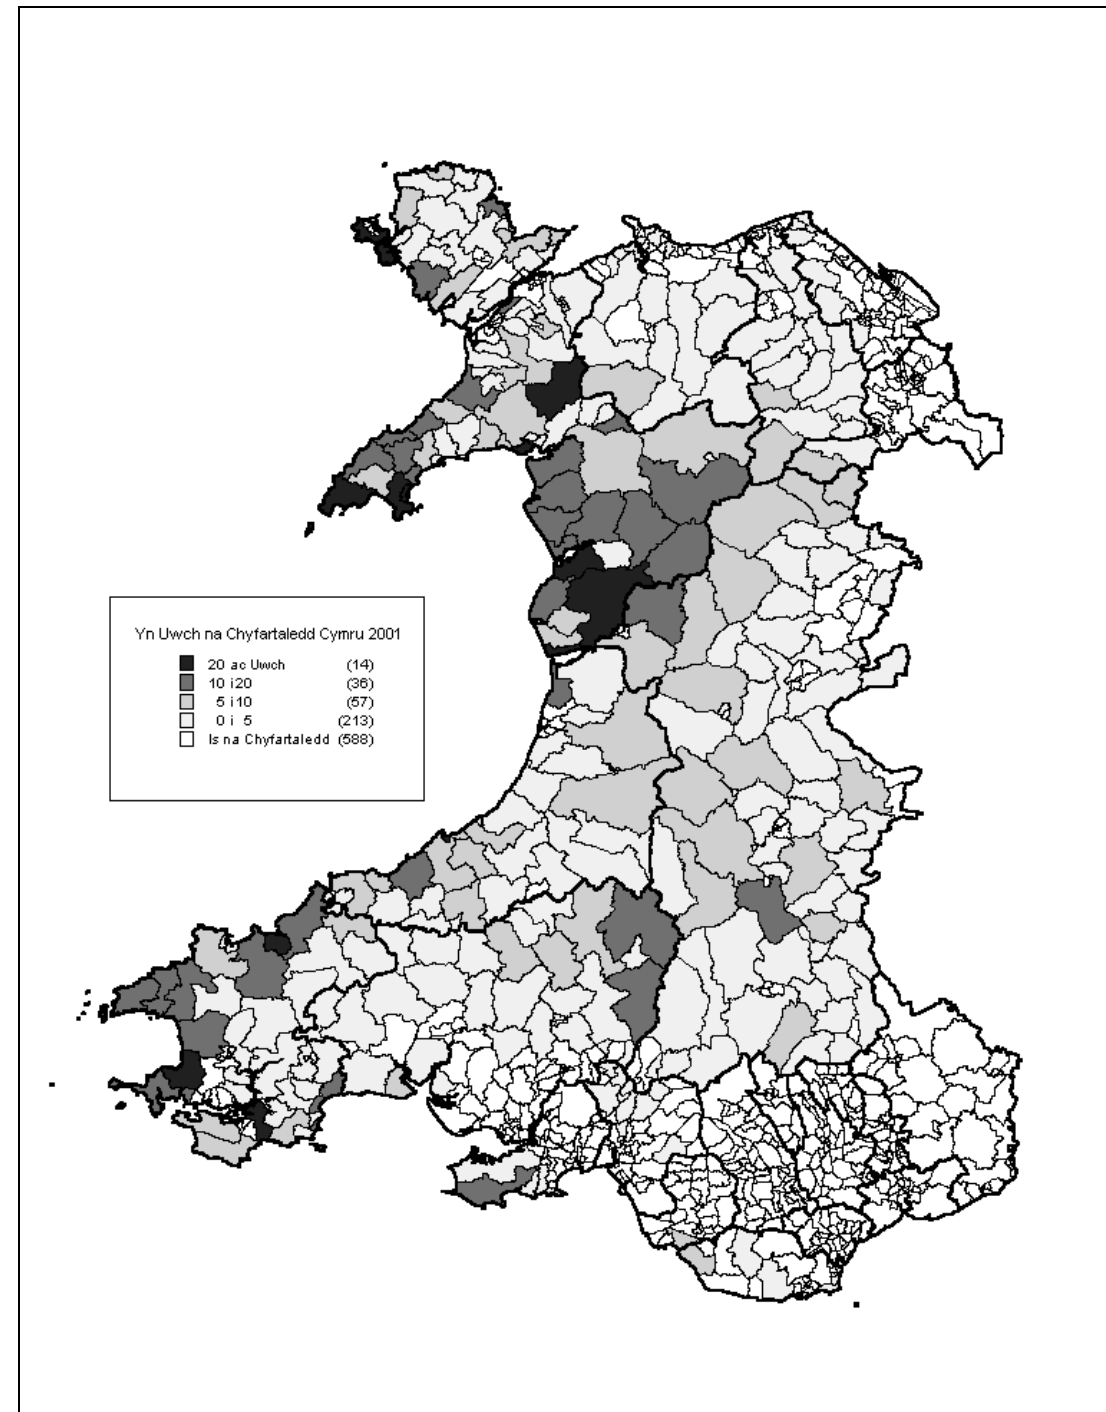 Yn Uwch na Chyfartaledd Cymru 2001
20 ac Uwch (14)
10 i 20 (36)
5 i 10 (57)
0 i 5 (213)
Is na Chyfartaledd (588)